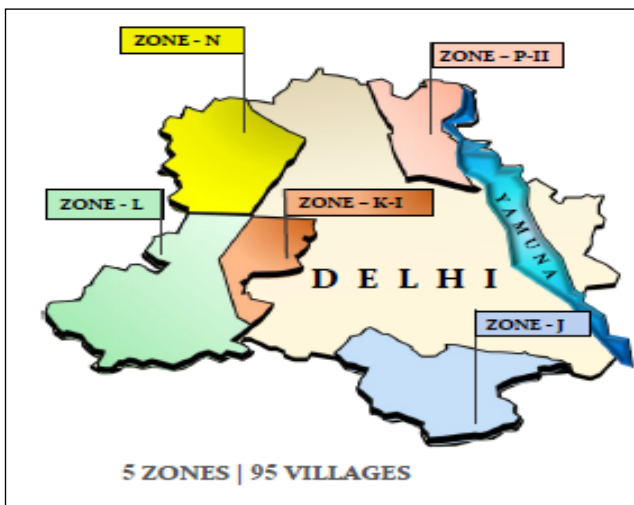 ZONE - N
ZONE – P-II
ZONE - L
ZONE – K-I
YAMUNA
DELHI
ZONE - J
5 ZONES | 95 VILLAGES